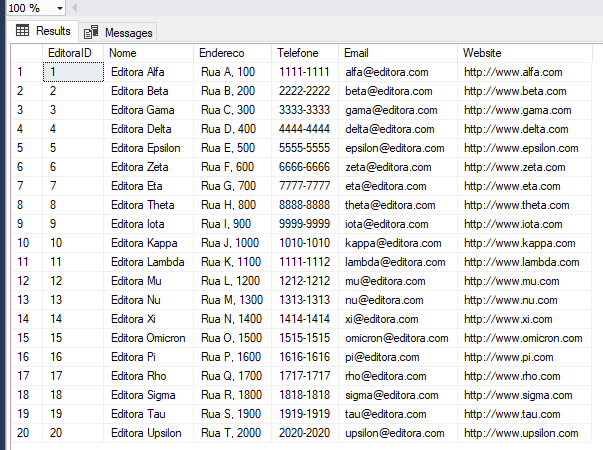 100 %
Results Messages
EditoraID Nome Endereco Telefone Email Website
1 1 Editora Alfa Rua A, 100 1111-1111 alfa@editora.com http://www.alfa.com
2 2 Editora Beta Rua B, 200 2222-2222 beta@editora.com http://www.beta.com
3 3 Editora Gama Rua C, 300 3333-3333 gama@editora.com http://www.gama.com
4 4 Editora Delta Rua D, 400 4444-4444 delta@editora.com http://www.delta.com
5 5 Editora Epsilon Rua E, 500 5555-5555 epsilon@editora.com http://www.epsilon.com
6 6 Editora Zeta Rua F, 600 6666-6666 zeta@editora.com http://www.zeta.com
7 7 Editora Eta Rua G, 700 7777-7777 eta@editora.com http://www.eta.com
8 8 Editora Theta Rua H, 800 8888-8888 theta@editora.com http://www.theta.com
9 9 Editora Iota Rua I, 900 9999-9999 iota@editora.com http://www.iota.com
10 10 Editora Kappa Rua J, 1000 1010-1010 kappa@editora.com http://www.kappa.com
11 11 Editora Lambda Rua K, 1100 1111-1112 lambda@editora.com http://www.lambda.com
12 12 Editora Mu Rua L, 1200 1212-1212 mu@editora.com http://www.mu.com
13 13 Editora Nu Rua M, 1300 1313-1313 nu@editora.com http://www.nu.com
14 14 Editora Xi Rua N, 1400 1414-1414 xi@editora.com http://www.xi.com
15 15 Editora Omicron Rua O, 1500 1515-1515 omicron@editora.com http://www.omicron.com
16 16 Editora Pi Rua P, 1600 1616-1616 pi@editora.com http://www.pi.com
17 17 Editora Rho Rua Q, 1700 1717-1717 rho@editora.com http://www.rho.com
18 18 Editora Sigma Rua R, 1800 1818-1818 sigma@editora.com http://www.sigma.com
19 19 Editora Tau Rua S, 1900 1919-1919 tau@editora.com http://www.tau.com
20 20 Editora Upsilon Rua T, 2000 2020-2020 upsilon@editora.com http://www.upsilon.com